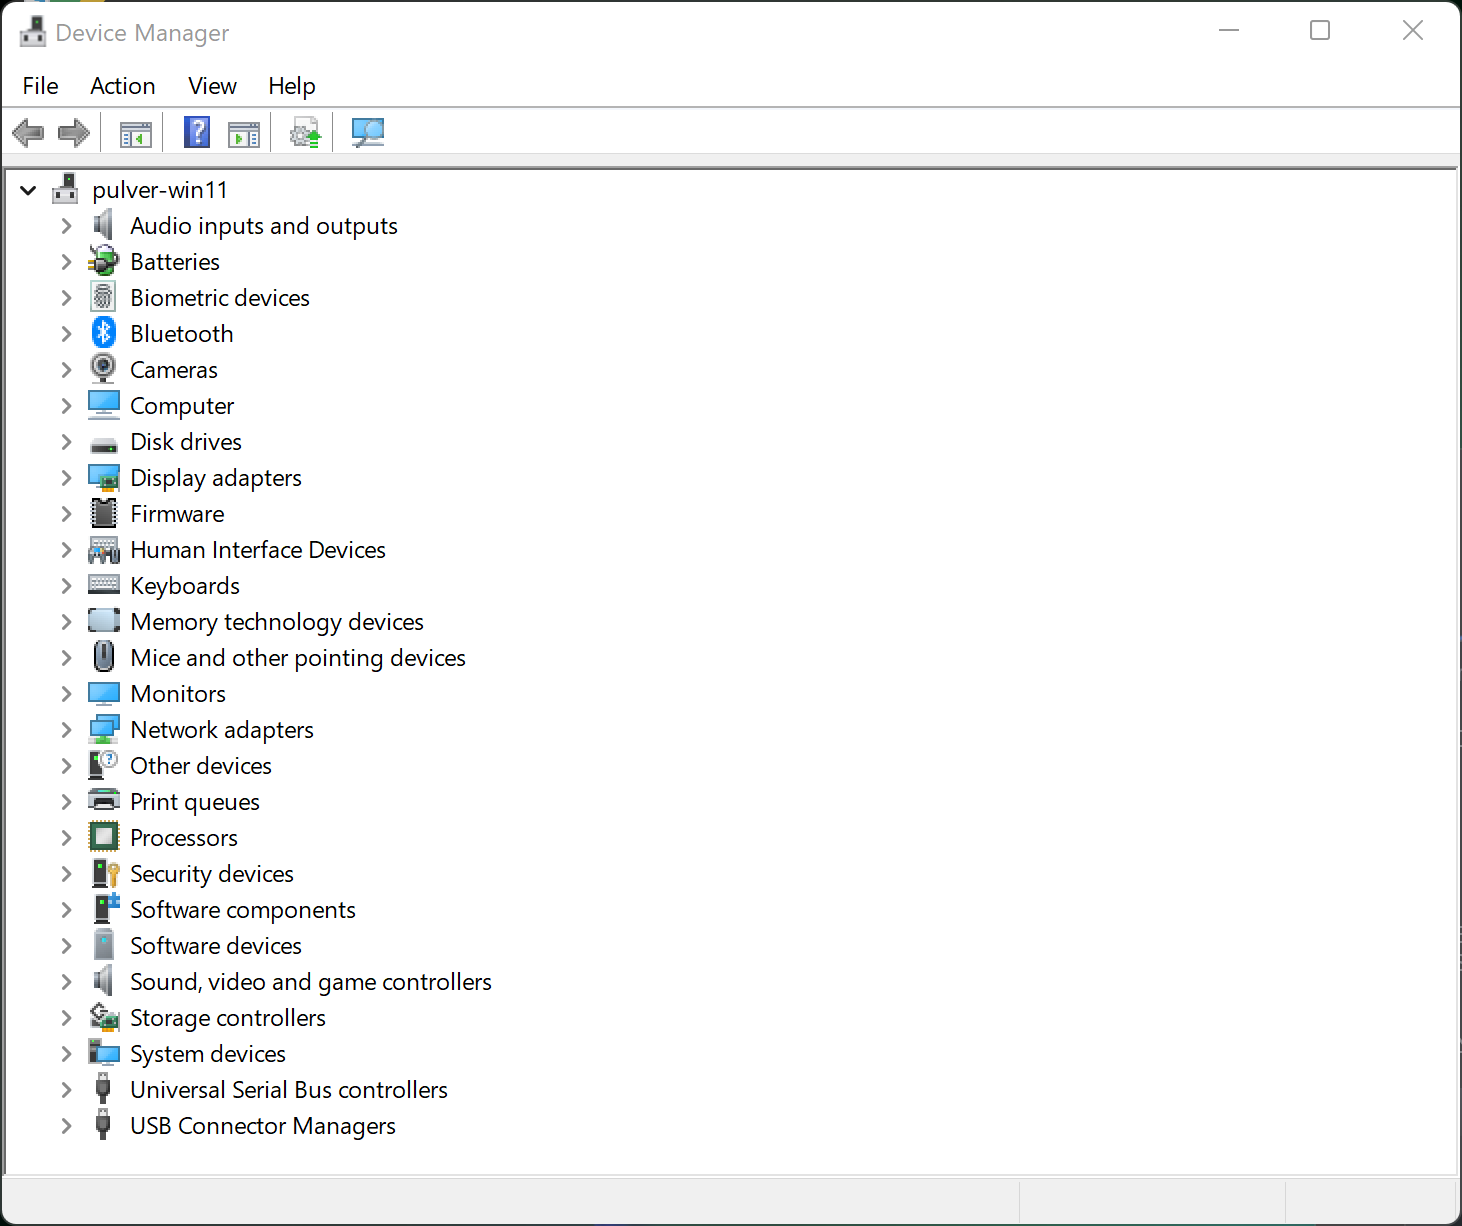 Device Manager
File Action View Help
pulver-win11
Audio inputs and outputs
Batteries
Biometric devices
Bluetooth
Cameras
Computer
Disk drives
Display adapters
Firmware
Human Interface Devices
Keyboards
Memory technology devices
Mice and other pointing devices
Monitors
Network adapters
Other devices
Print queues
Processors
Security devices
Software components
Software devices
Sound, video and game controllers
Storage controllers
System devices
Universal Serial Bus controllers
USB Connector Managers